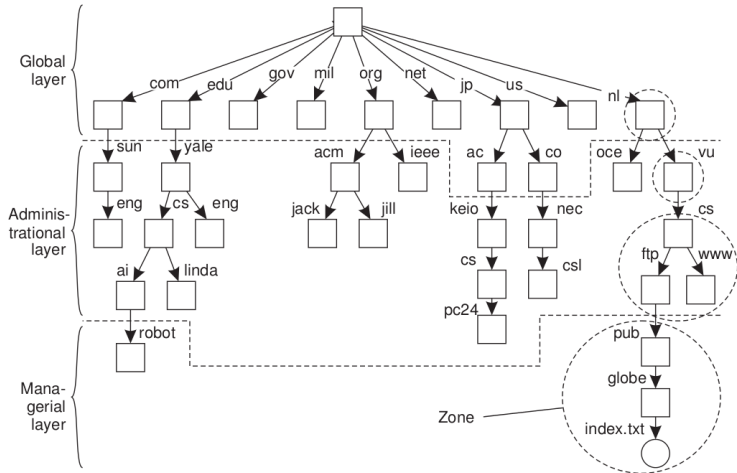 Global
layer
com
edu
gov
mil
org
net
jp
us
nl
sun
yale
acm
ieee
ac
co
oce
vu
Adminis-
trational
layer
eng
cs
eng
jack
jill
keio
nec
cs
ai
linda
cs
csl
ftp
www
pc24
robot
pub
Mana-
gerial
layer
globe
Zone
index.txt